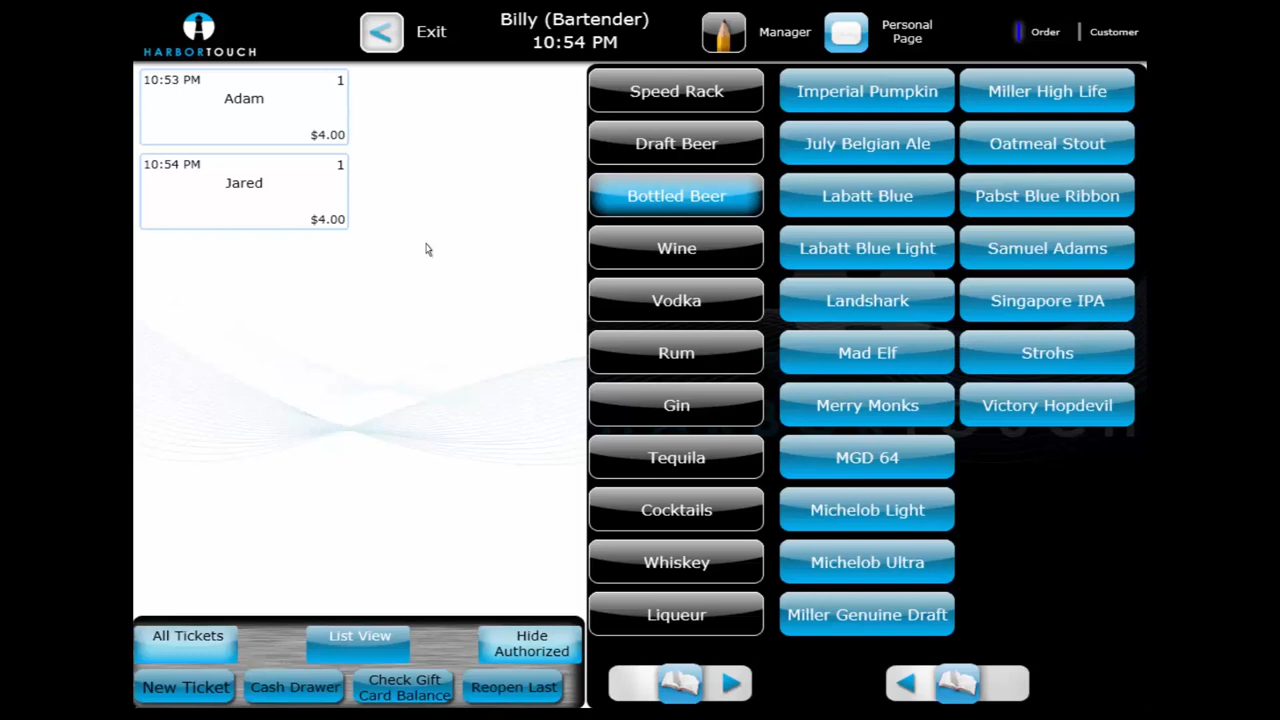 HARBORTOUCH
Exit
Billy (Bartender)
10:54 PM
Manager
Personal
Page
Order
Customer
10:53 PM 1
Adam
$4.00
10:54 PM 1
Jared
$4.00
Speed Rack
Draft Beer
Bottled Beer
Wine
Vodka
Rum
Gin
Tequila
Cocktails
Whiskey
Liqueur
Imperial Pumpkin
July Belgian Ale
Labatt Blue
Labatt Blue Light
Landshark
Mad Elf
Merry Monks
MGD 64
Michelob Light
Michelob Ultra
Miller Genuine Draft
Miller High Life
Oatmeal Stout
Pabst Blue Ribbon
Samuel Adams
Singapore IPA
Strohs
Victory Hopdevil
All Tickets
List View
Hide
Authorized
New Ticket
Cash Drawer
Check Gift
Card Balance
Reopen Last